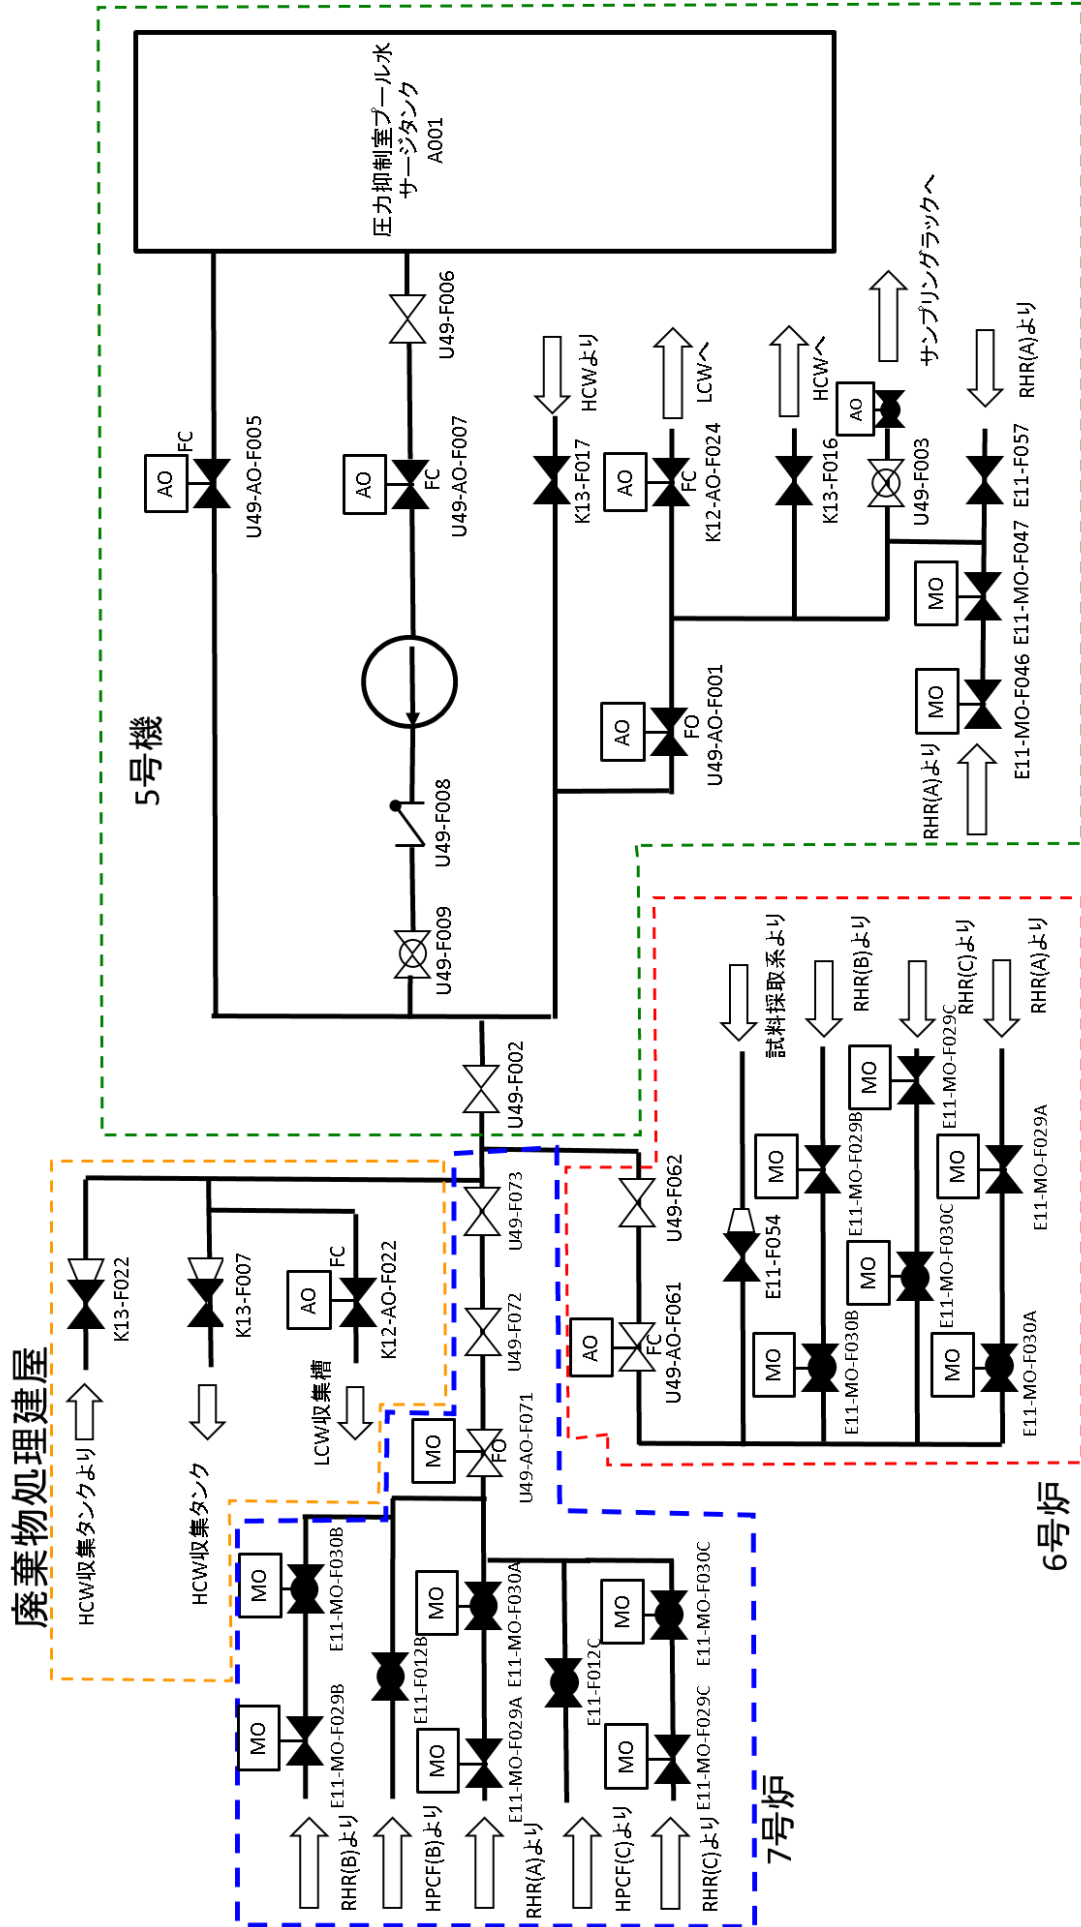 廃棄物処理建屋
HCW収集タンクより
K13-F022
HCW収集タンク
K13-F007
LCW収集槽
AO
FC
K12-AO-F022
5号機
圧力抑制室プール水
サージタンク
A001
AO
FC
U49-AO-F005
U49-F006
AO
FC
U49-AO-F007
U49-F008
U49-F009
U49-F002
HCWより
K13-F017
LCWへ
AO
FC
K12-AO-F024
AO
FO
U49-AO-F001
HCWへ
K13-F016
サンプリングラックへ
AO
U49-F003
RHR(A)より
E11-F057
MO
E11-MO-F047
MO
E11-MO-F046
RHR(A)より
7号炉
RHR(B)より
MO
E11-MO-F029B
MO
E11-MO-F030B
HPCF(B)より
E11-F012B
RHR(A)より
MO
E11-MO-F029A
MO
E11-MO-F030A
HPCF(C)より
E11-F012C
RHR(C)より
MO
E11-MO-F029C
MO
E11-MO-F030C
MO
FO
U49-AO-F071
U49-F072
U49-F073
6号炉
U49-F062
AO
FC
U49-AO-F061
試料採取系より
E11-F054
RHR(B)より
MO
E11-MO-F029B
MO
E11-MO-F030B
RHR(C)より
MO
E11-MO-F029C
MO
E11-MO-F030C
RHR(A)より
MO
E11-MO-F029A
MO
E11-MO-F030A